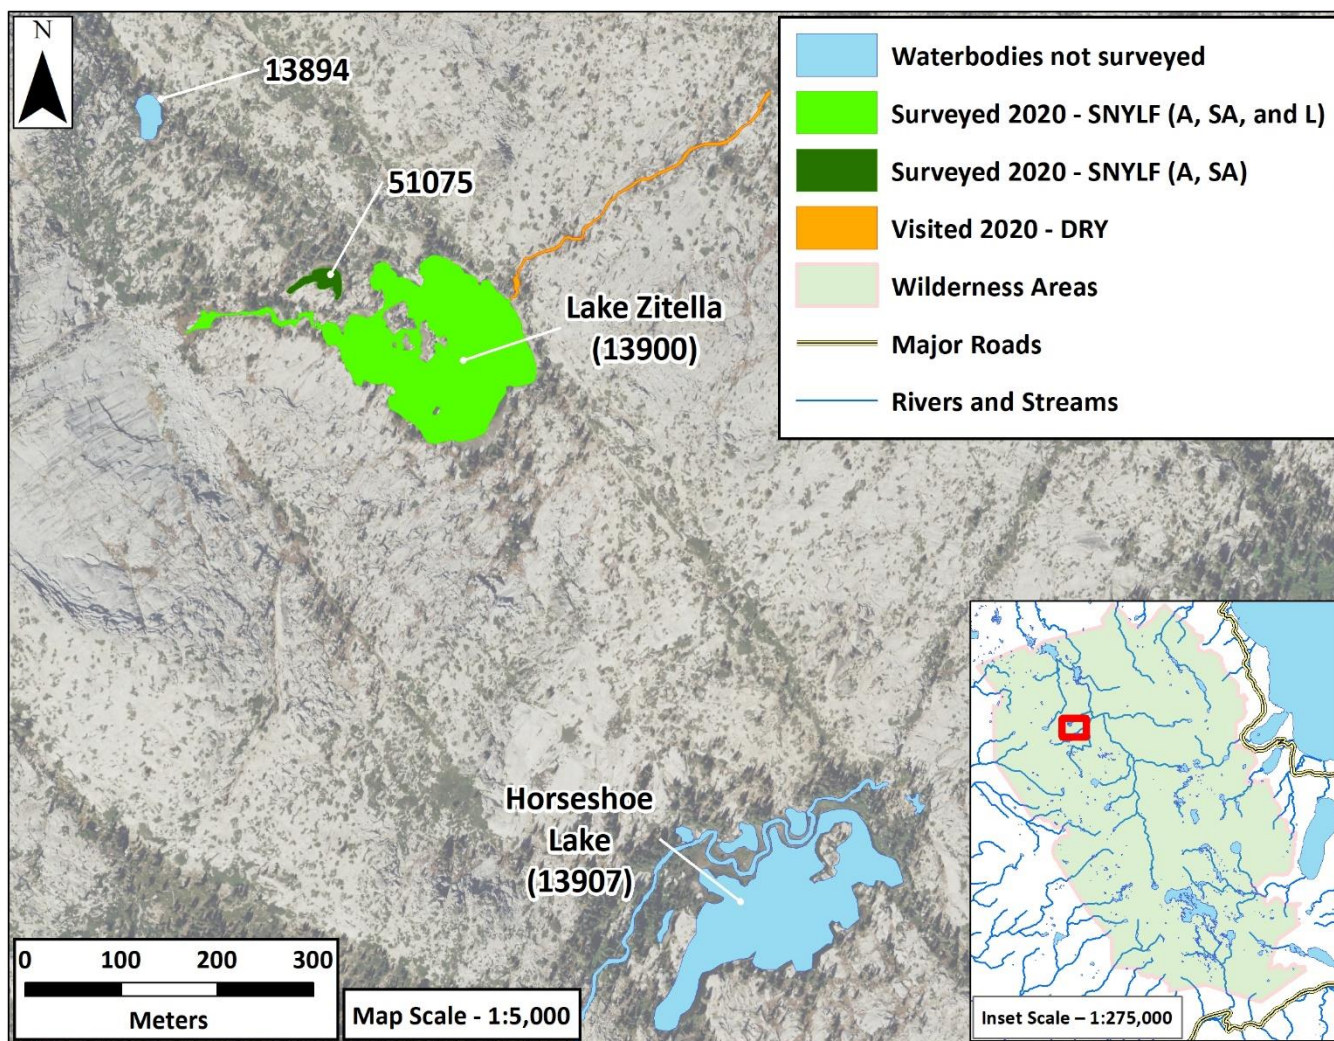 N
13894
51075
Lake Zitella
(13900)
Horseshoe
Lake
(13907)
Waterbodies not surveyed
Surveyed 2020 - SNYLF (A, SA, and L)
Surveyed 2020 - SNYLF (A, SA)
Visited 2020 - DRY
Wilderness Areas
Major Roads
Rivers and Streams
0 100 200 300
Meters
Map Scale - 1:5,000
Inset Scale – 1:275,000